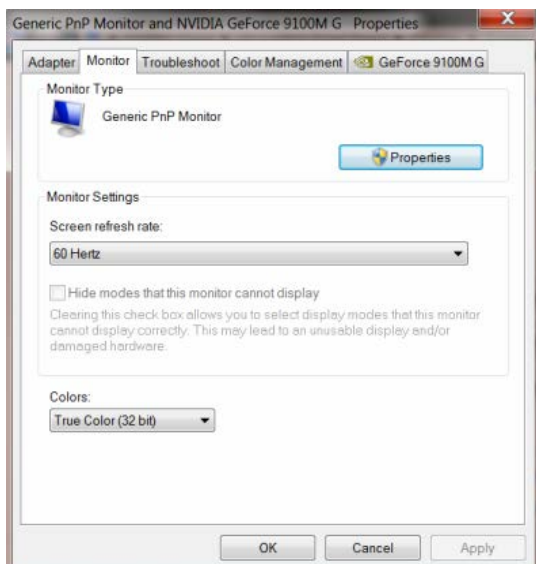 Generic PnP Monitor and NVIDIA GeForce 9100M G Properties
Adapter Monitor Troubleshoot Color Management GeForce 9100M G
Monitor Type
Generic PnP Monitor
Properties
Monitor Settings
Screen refresh rate:
60 Hertz
Hide modes that this monitor cannot display
Clearing this check box allows you to select display modes that this monitor
cannot display correctly. This may lead to an unusable display and/or
damaged hardware.
Colors:
True Color (32 bit)
OK Cancel Apply